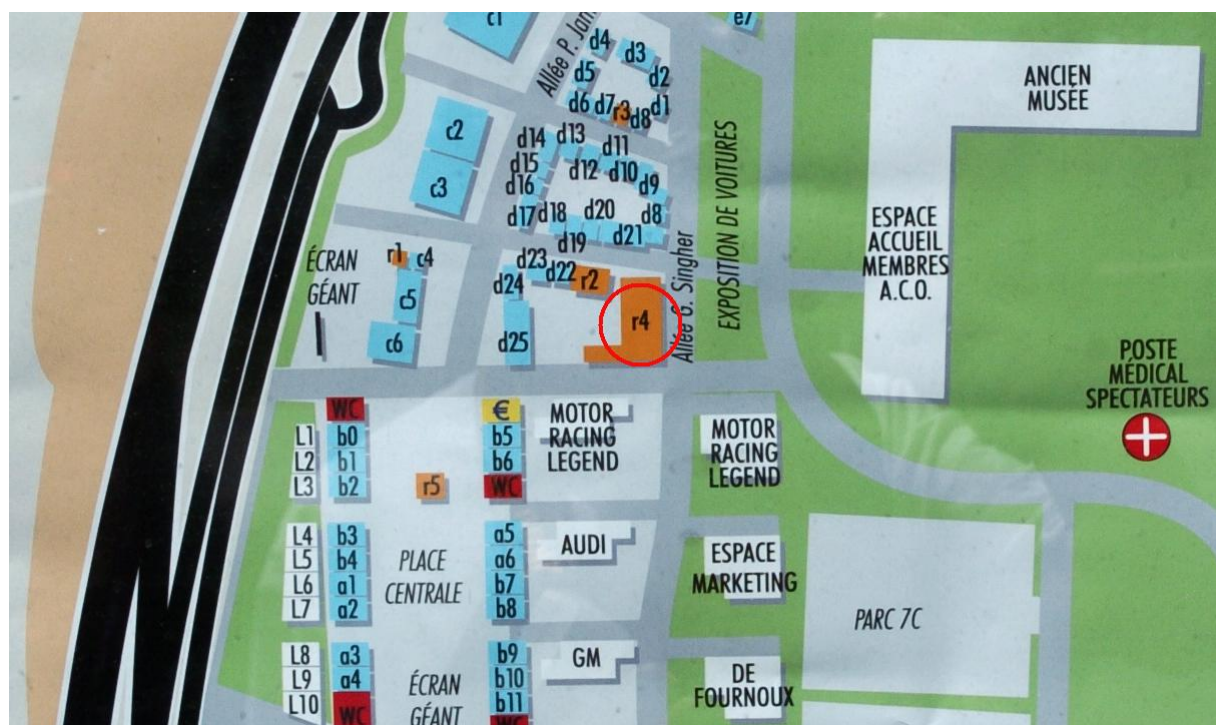 c1
e7
Allée P. Jam
d4
d3
d5
d2
d6
d7
r3
d8
d1
ANCIEN
MUSEE
c2
c3
d14
d13
d15
d12
d11
d16
d10
d9
d17
d18
d20
d8
d19
d21
EXPOSITION DE VOITURES
ESPACE
ACCUEIL
MEMBRES
A.C.O.
ÉCRAN
GÉANT
r1
c4
c5
c6
d23
d22
r2
d24
d25
r4
Allée G. Singher
POSTE
MÉDICAL
SPECTATEURS
WC
L1
b0
L2
b1
L3
b2
r5
€
b5
b6
WC
MOTOR
RACING
LEGEND
MOTOR
RACING
LEGEND
L4
b3
L5
b4
L6
a1
L7
a2
PLACE
CENTRALE
a5
a6
b7
b8
AUDI
ESPACE
MARKETING
PARC 7C
L8
a3
L9
a4
L10
WC
ÉCRAN
GÉANT
b9
b10
b11
WC
GM
DE
FOURNOUX